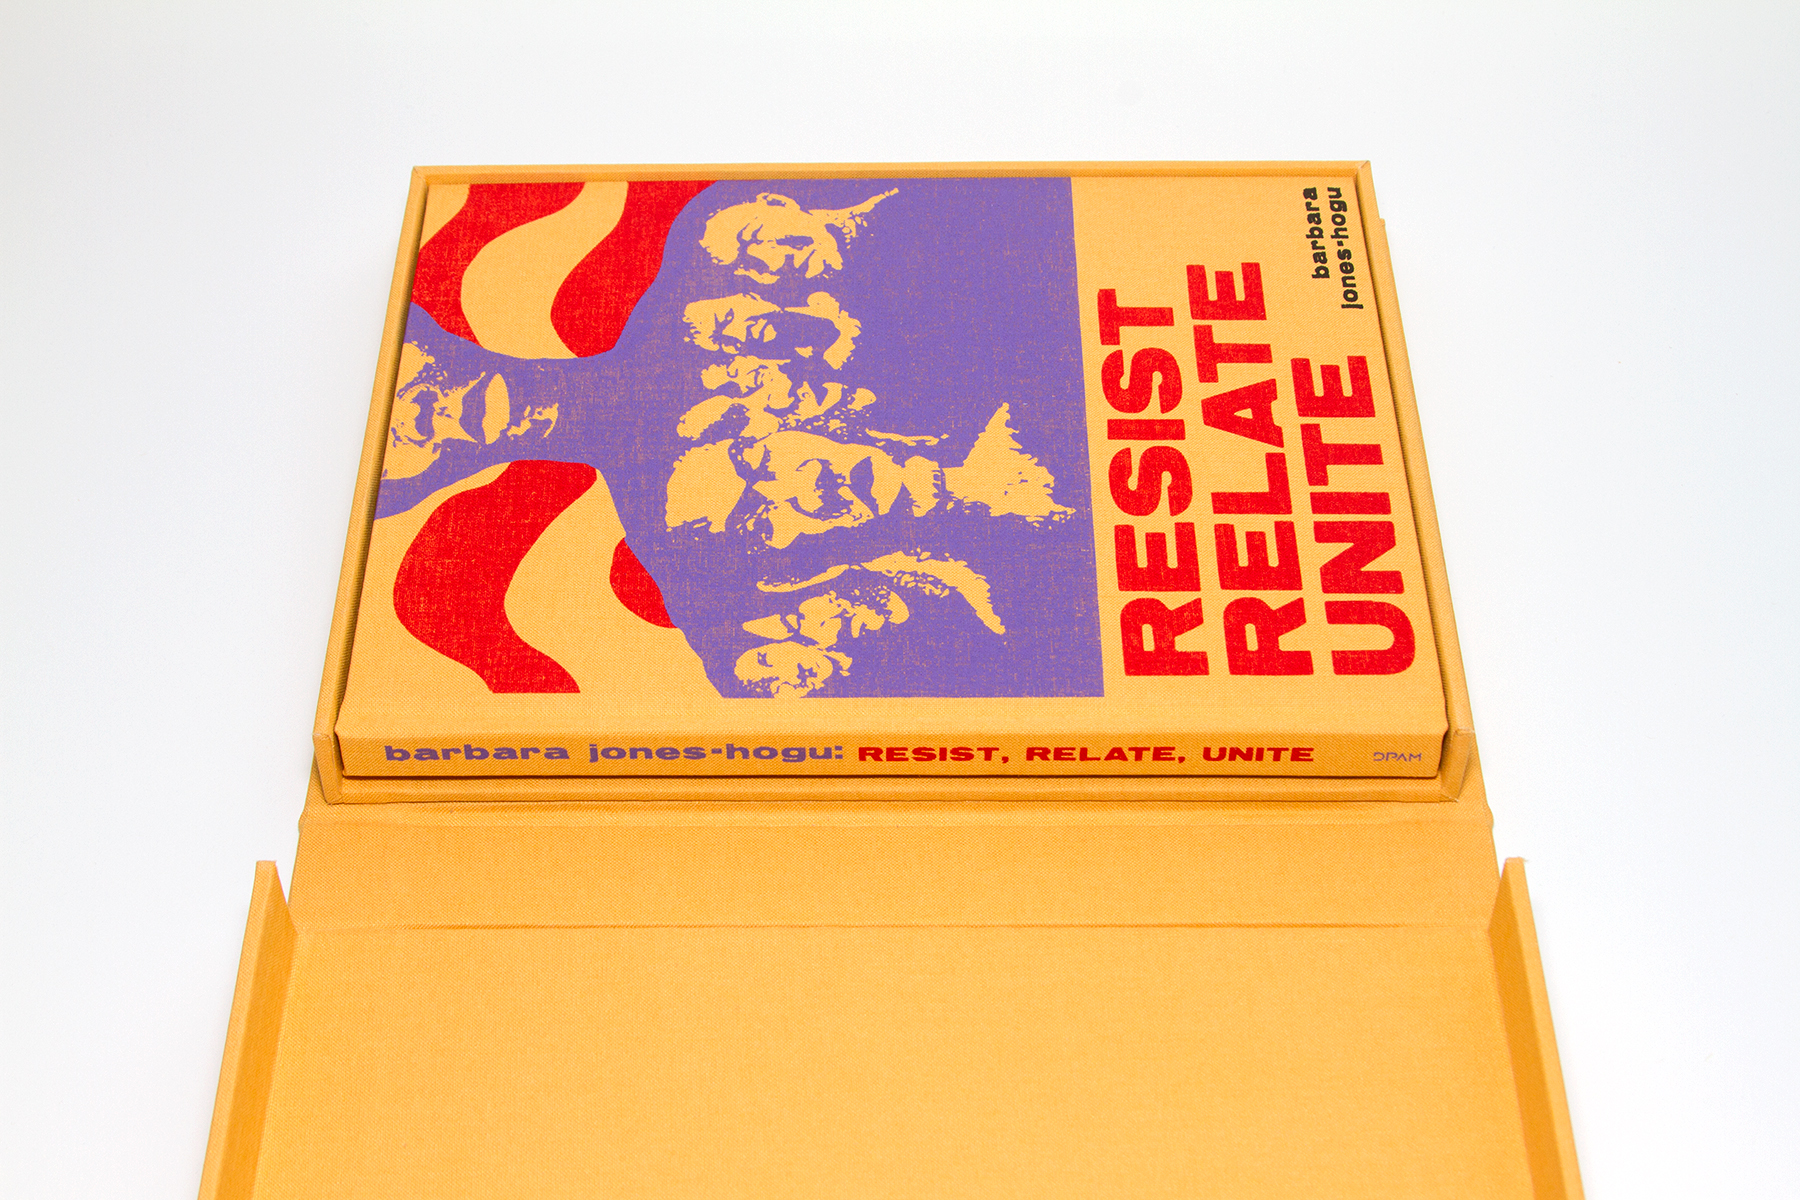 RESIST
RELATE
UNITE
barbara
jones-hogu
barbara jones-hogu: RESIST, RELATE, UNITE
DPAM